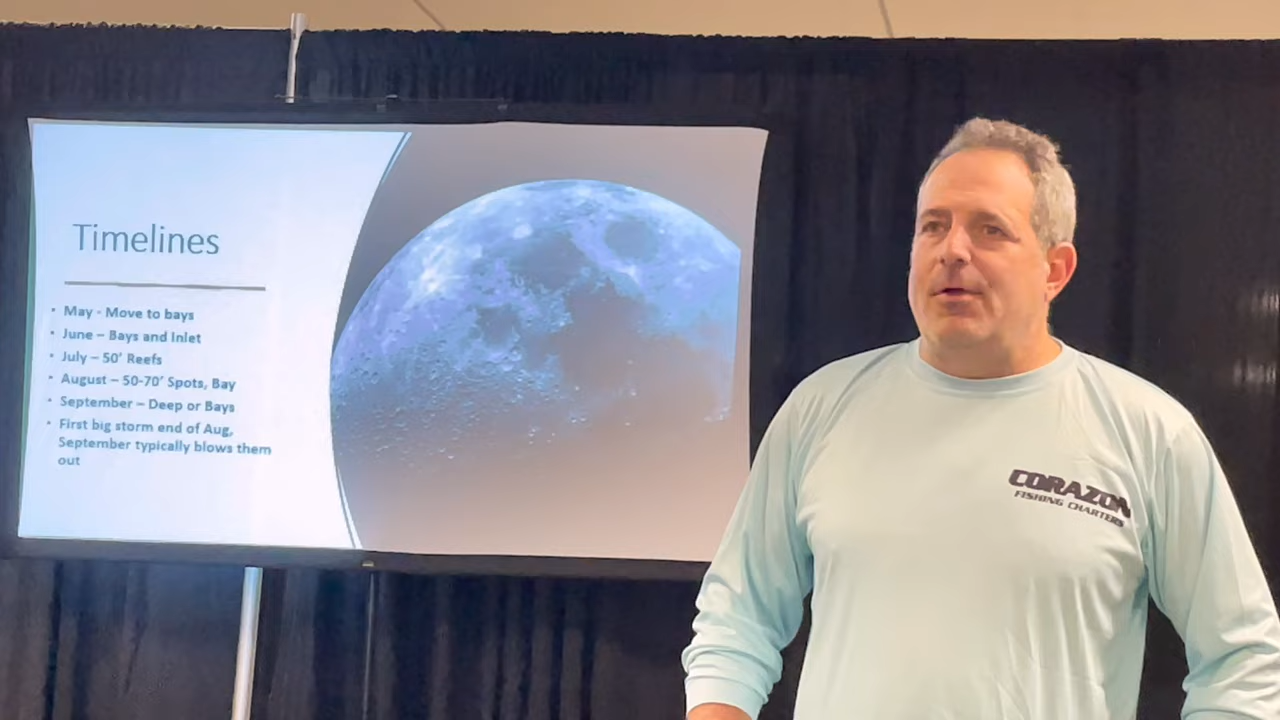 Timelines
• May - Move to bays
• June – Bays and Inlet
• July – 50' Reefs
• August – 50-70' Spots, Bay
• September – Deep or Bays
• First big storm end of Aug,
September typically blows them
out
CORAZON
FISHING CHARTERS